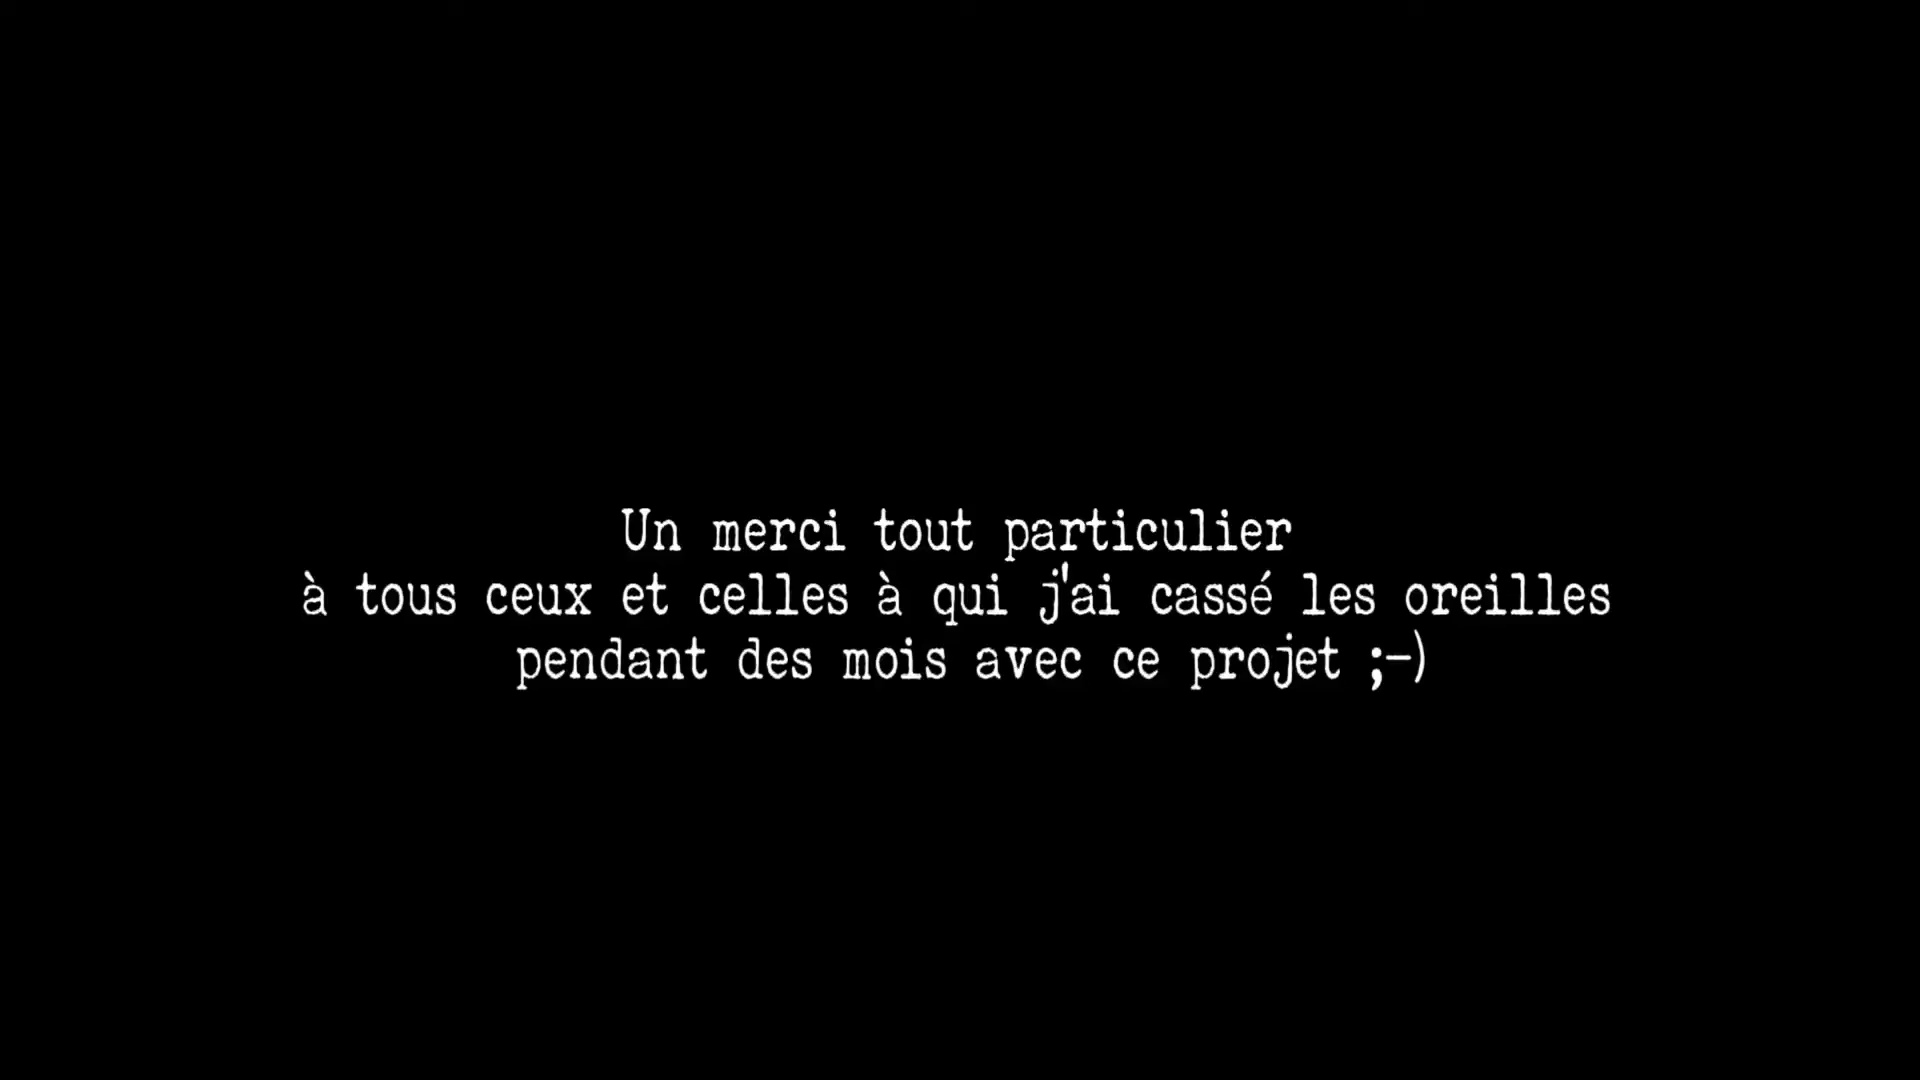 Un merci tout particulier
à tous ceux et celles à qui j'ai cassé les oreilles
pendant des mois avec ce projet ;-)